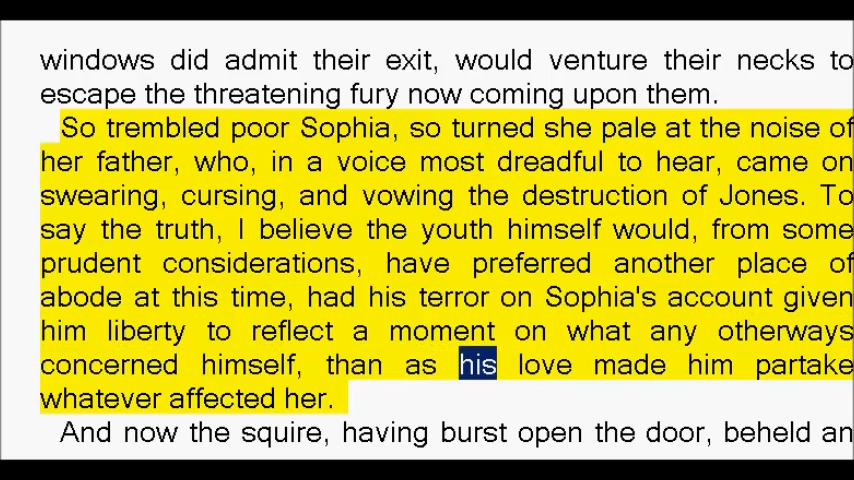 windows did admit their exit, would venture their necks to
escape the threatening fury now coming upon them.
So trembled poor Sophia, so turned she pale at the noise of
her father, who, in a voice most dreadful to hear, came on
swearing, cursing, and vowing the destruction of Jones. To
say the truth, I believe the youth himself would, from some
prudent considerations, have preferred another place of
abode at this time, had his terror on Sophia's account given
him liberty to reflect a moment on what any otherways
concerned himself, than as his love made him partake
whatever affected her.
And now the squire, having burst open the door, beheld an